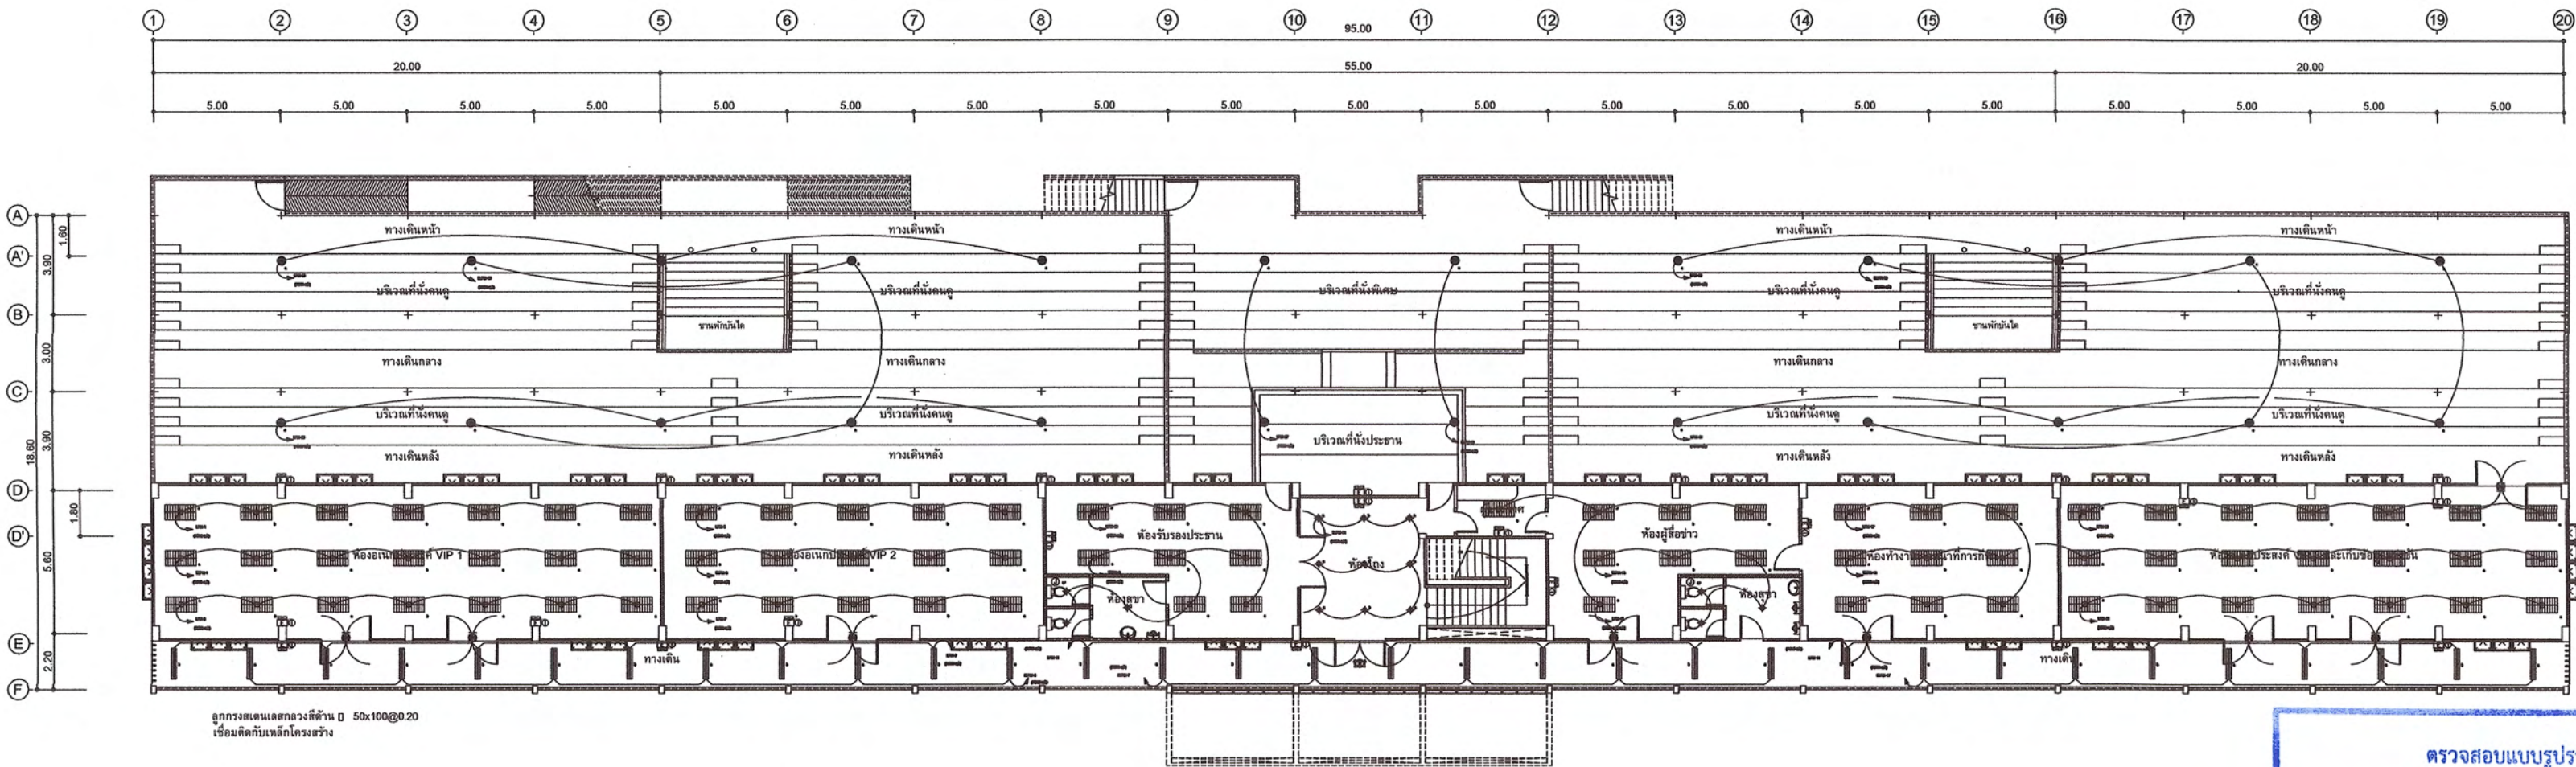 1 2 3 4 5 6 7 8 9 10 11 12 13 14 15 16 17 18 19 20
95.00
20.00 55.00 20.00
5.00 5.00 5.00 5.00 5.00 5.00 5.00 5.00 5.00 5.00 5.00 5.00 5.00 5.00 5.00 5.00 5.00 5.00 5.00
A
A'
B
C
D
D'
E
F
1.60
3.90
3.00
3.90
18.60
1.80
5.60
2.20
ทางเดินหน้า ทางเดินหน้า ทางเดินหน้า ทางเดินหน้า
บริเวณที่นั่งคนดู บริเวณที่นั่งคนดู บริเวณที่นั่งพิเศษ บริเวณที่นั่งคนดู บริเวณที่นั่งคนดู
ชานพักบันได ชานพักบันได
ทางเดินกลาง ทางเดินกลาง ทางเดินกลาง ทางเดินกลาง
บริเวณที่นั่งคนดู บริเวณที่นั่งคนดู บริเวณที่นั่งคนดู บริเวณที่นั่งคนดู
บริเวณที่นั่งประธาน
ทางเดินหลัง ทางเดินหลัง ทางเดินหลัง ทางเดินหลัง
ห้องรับรองประธาน ห้องผู้สื่อข่าว
VIP 1 VIP 2
ห้องโถง
ห้องสุขา ห้องสุขา
ทางเดิน ทางเดิน
ลูกกรงสแตนเลสกลวงสีด้าน 50x100@0.20
เชื่อมติดกับเหล็กโครงสร้าง